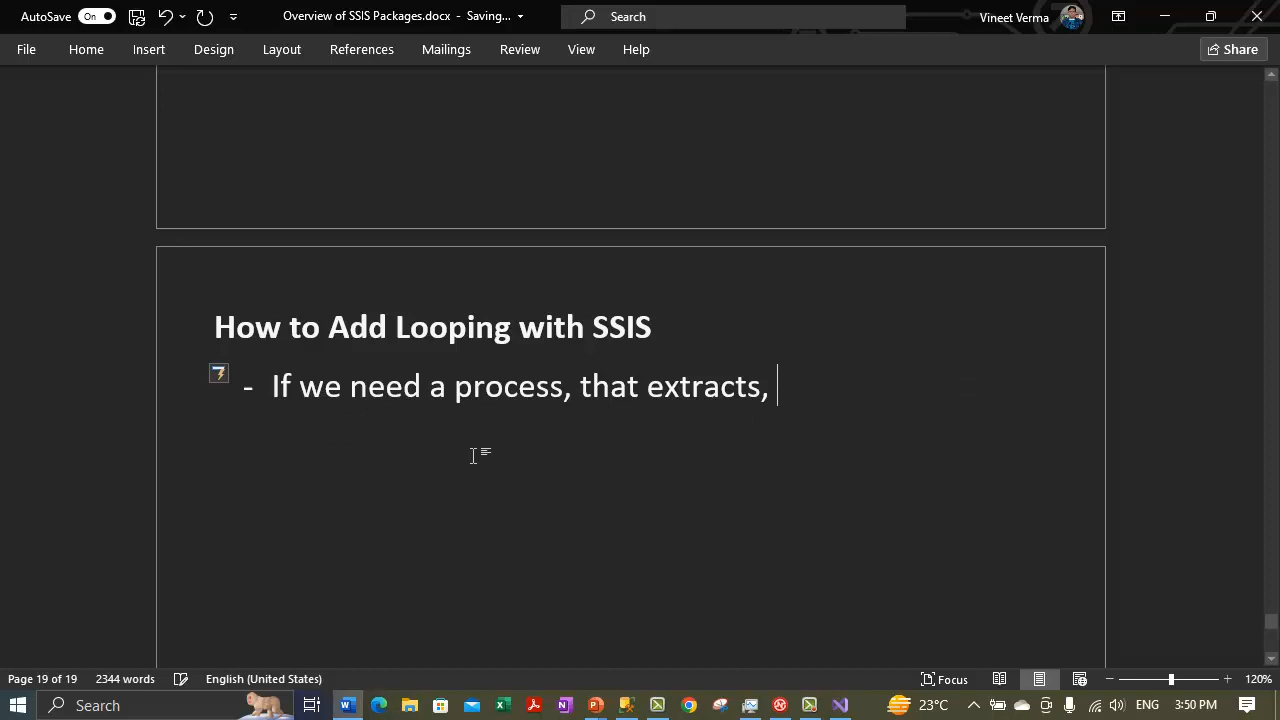 AutoSave On Overview of SSIS Packages.docx - Saving... Search Vineet Verma
File Home Insert Design Layout References Mailings Review View Help Share
How to Add Looping with SSIS
- If we need a process, that extracts,
Page 19 of 19 2344 words English (United States) Focus 120%
Search 23°C ENG 3:50 PM